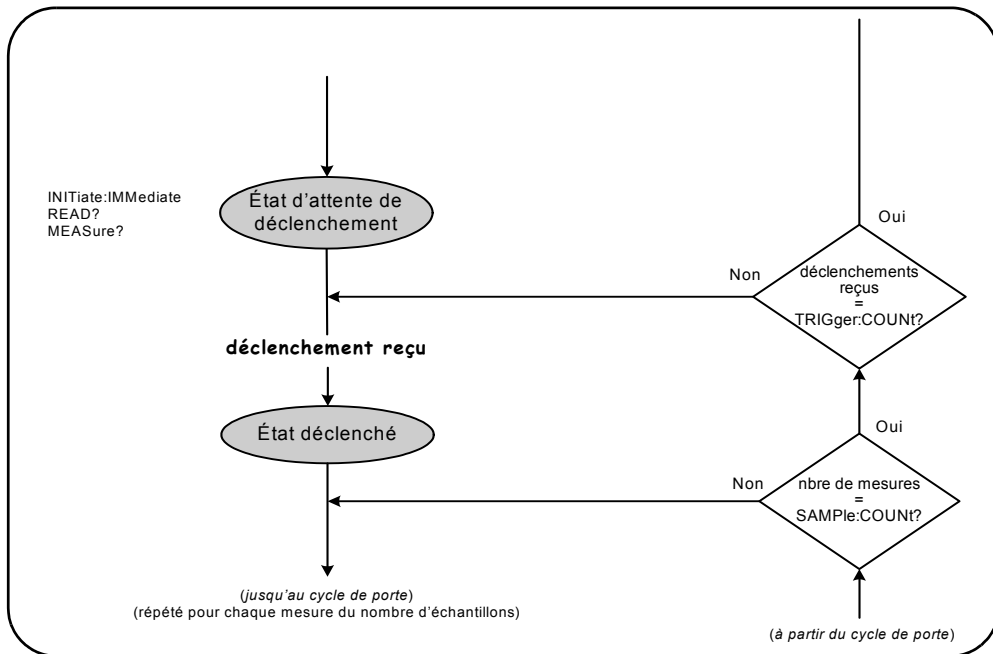 INITiate:IMMediate
READ?
MEASure?
État d'attente de
déclenchement
Oui
Non
déclenchements
reçus
=
TRIGger:COUNt?
déclenchement reçu
État déclenché
Oui
Non
nbre de mesures
=
SAMPle:COUNt?
(jusqu'au cycle de porte)
(répété pour chaque mesure du nombre d'échantillons)
(à partir du cycle de porte)